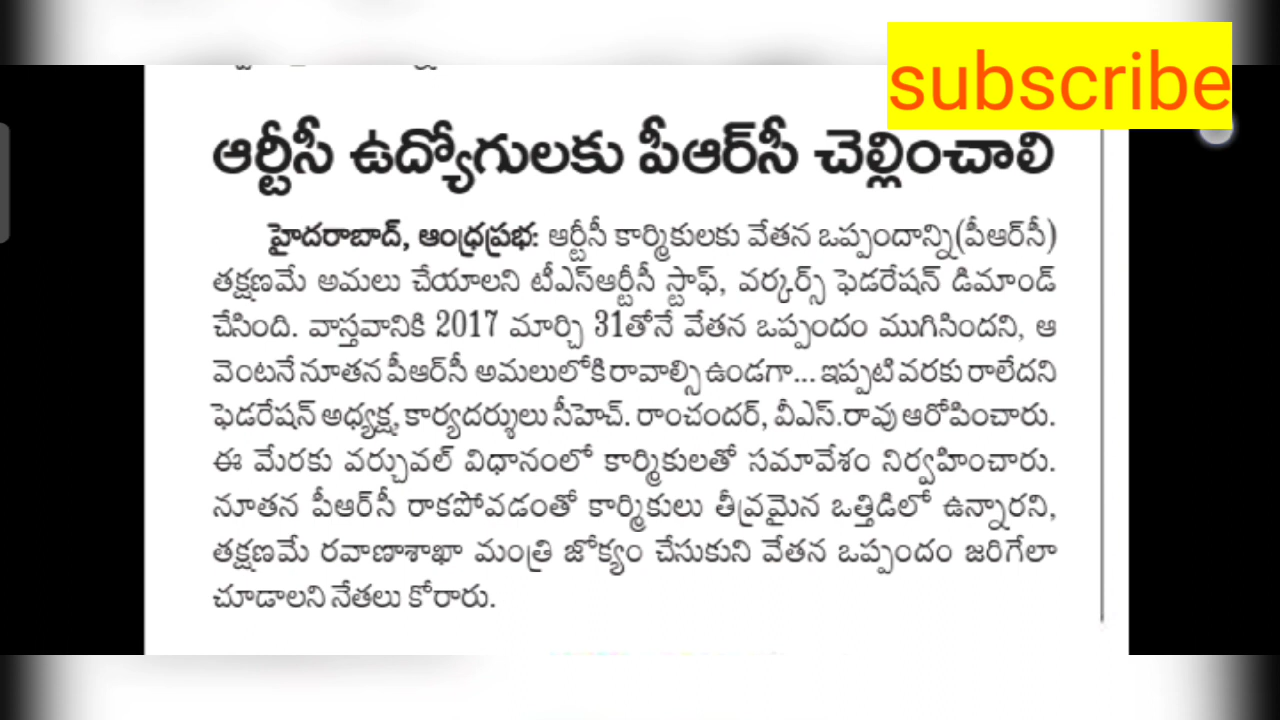 subscribe
ఆర్టీసీ ఉద్యోగులకు పీఆర్‌సీ చెల్లించాలి
హైదరాబాద్, ఆంధ్రప్రభ: ఆర్టీసీ కార్మికులకు వేతన ఒప్పందాన్ని(పీఆర్‌సీ)
తక్షణమే అమలు చేయాలని టీఎస్‌ఆర్టీసీ స్టాఫ్, వర్కర్స్ ఫెడరేషన్ డిమాండ్
చేసింది. వాస్తవానికి 2017 మార్చి 31తోనే వేతన ఒప్పందం ముగిసిందని, ఆ
వెంటనే నూతన పీఆర్‌సీ అమలులోకి రావాల్సి ఉండగా... ఇప్పటి వరకు రాలేదని
ఫెడరేషన్ అధ్యక్ష, కార్యదర్శులు సీహెచ్. రాంచందర్, వీఎస్.రావు ఆరోపించారు.
ఈ మేరకు వర్చువల్ విధానంలో కార్మికులతో సమావేశం నిర్వహించారు.
నూతన పీఆర్‌సీ రాకపోవడంతో కార్మికులు తీవ్రమైన ఒత్తిడిలో ఉన్నారని,
తక్షణమే రవాణాశాఖా మంత్రి జోక్యం చేసుకుని వేతన ఒప్పందం జరిగేలా
చూడాలని నేతలు కోరారు.